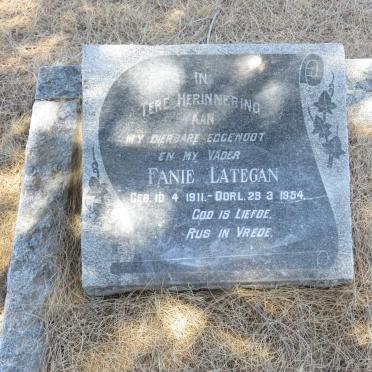 IN
TERE HERINNERING
AAN
MY DIERBARE EGGENOOT
EN MY VADER
FANIE LATEGAN
GEB. 10 4 1911.- OORL. 29 3 1954.
GOD IS LIEFDE.
RUS IN VREDE.